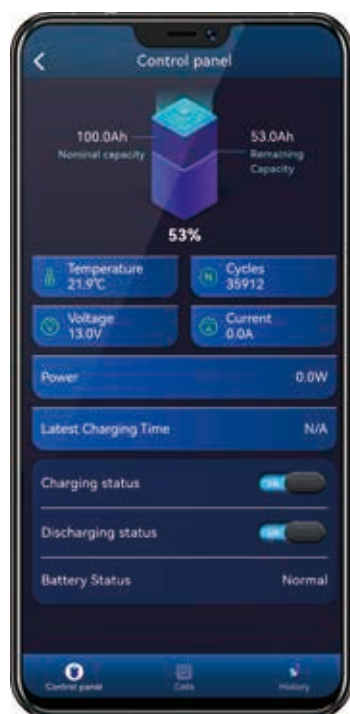 Control panel
100.0Ah
Nominal capacity
53.0Ah
Remaining
Capacity
53%
Temperature
21.9℃
Cycles
35912
Voltage
13.0V
Current
0.0A
Power 0.0W
Latest Charging Time N/A
Charging status
Discharging status
Battery Status Normal
Control panel
Cells
History